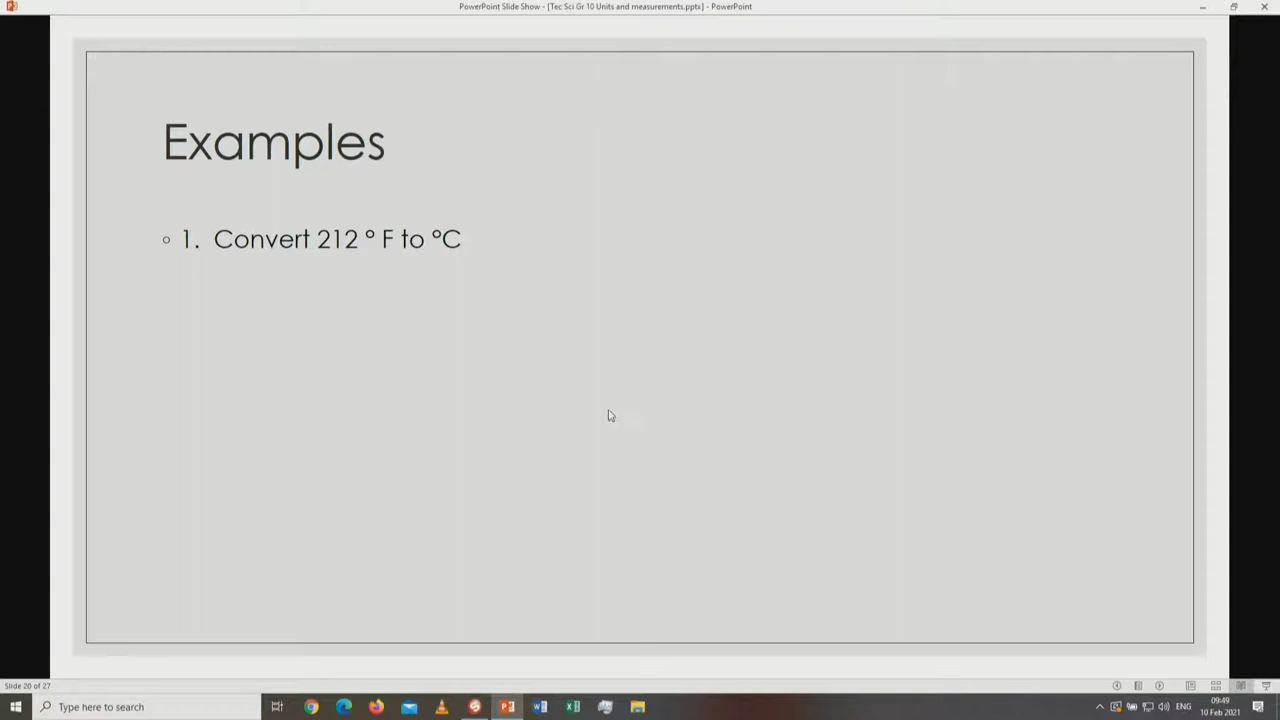 PowerPoint Slide Show - [Tec Sci Gr 10 Units and measurements.pptx] - PowerPoint
Examples
1. Convert 212 ° F to °C
Slide 20 of 27
Type here to search
ENG
09:49
10 Feb 2021